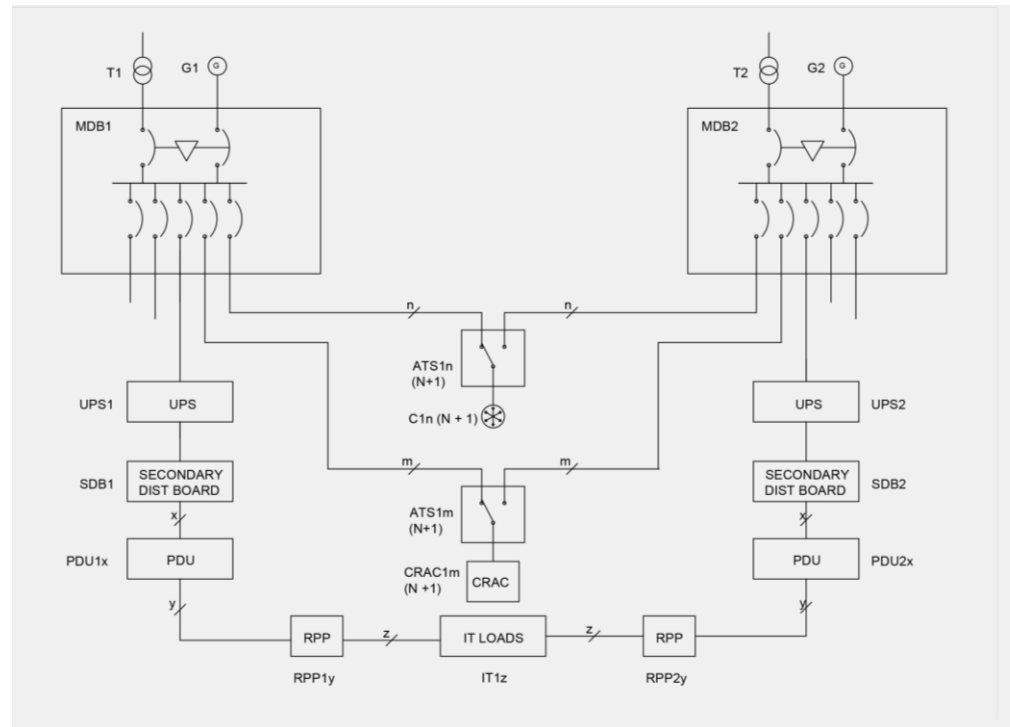 T1
G1
G
T2
G2
G
MDB1
MDB2
n
n
ATS1n
(N+1)
C1n (N + 1)
UPS1
UPS
UPS
UPS2
m
m
SDB1
SECONDARY
DIST BOARD
SECONDARY
DIST BOARD
SDB2
ATS1m
(N+1)
x
x
PDU1x
PDU
PDU
PDU2x
CRAC1m
(N +1)
CRAC
y
y
RPP
z
IT LOADS
z
RPP
RPP1y
IT1z
RPP2y